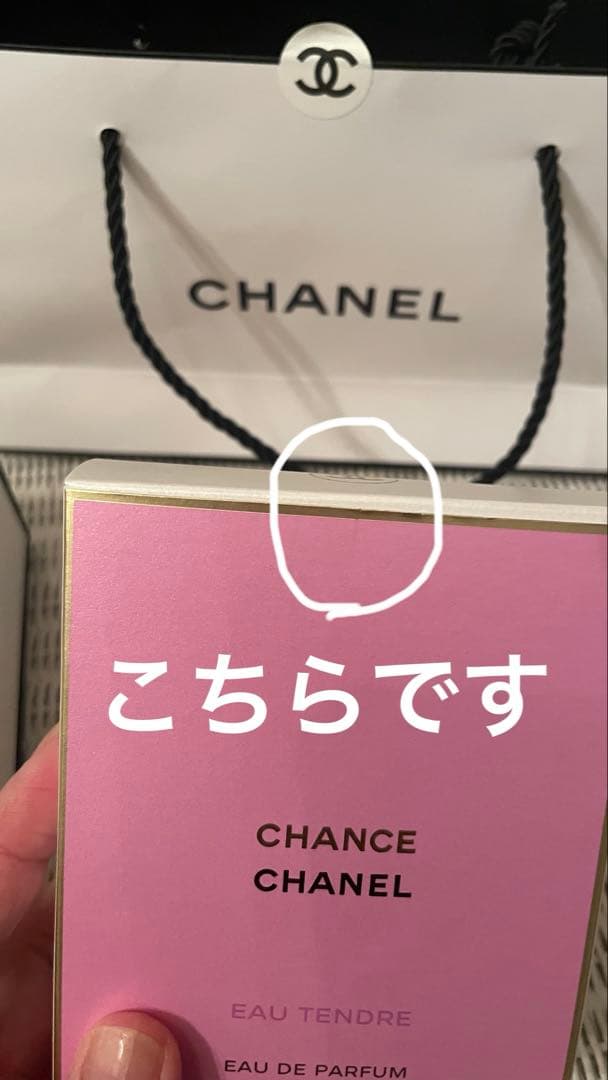 CHANEL
こちらです
CHANCE
CHANEL
EAU TENDRE
EAU DE PARFUM